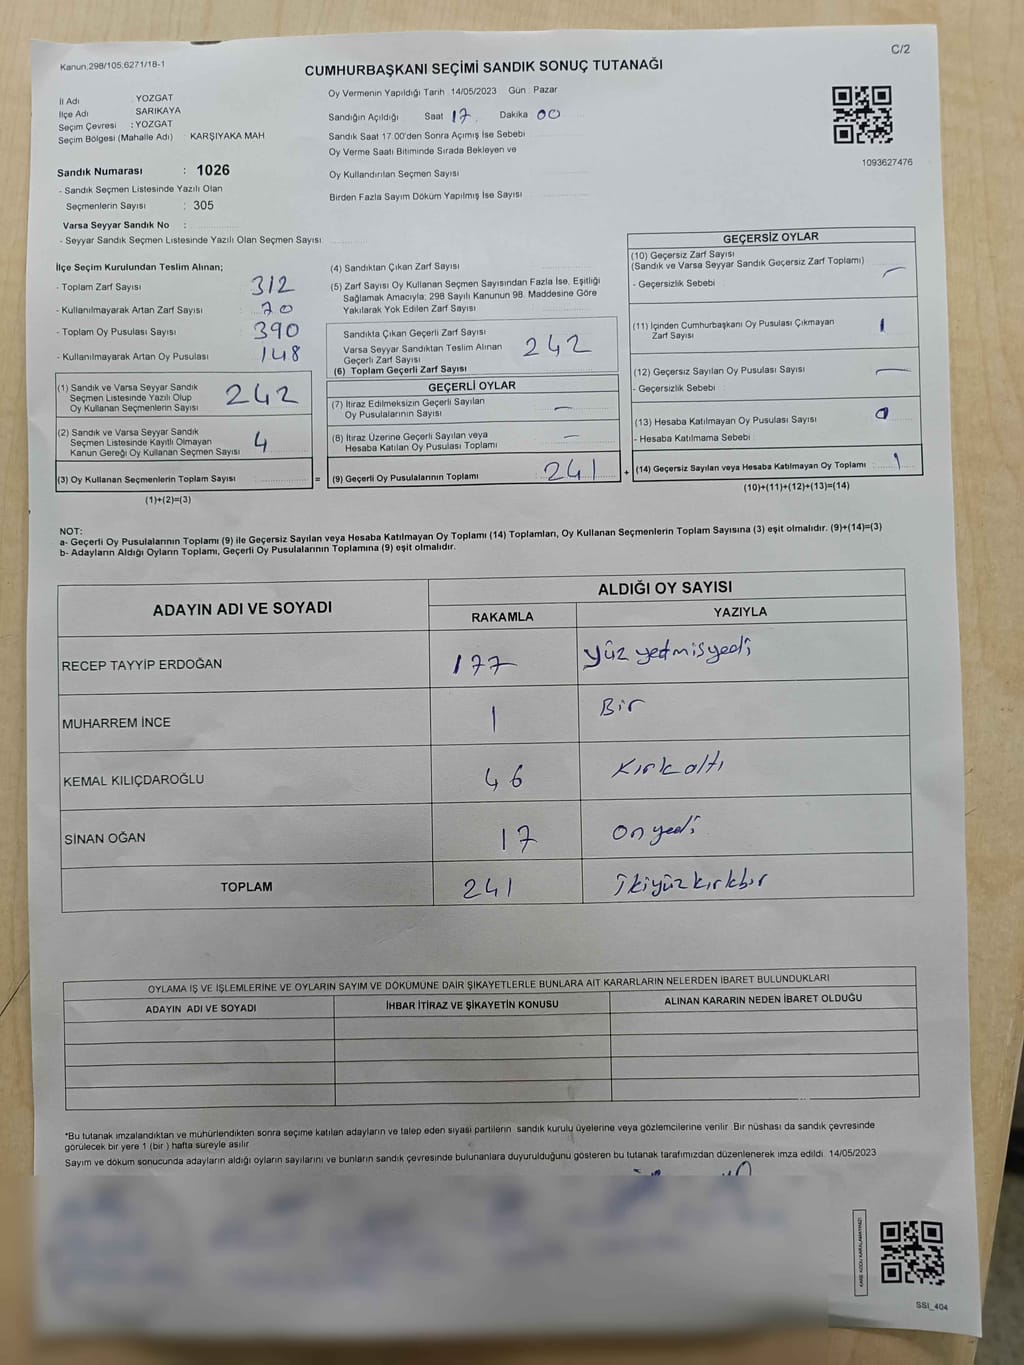 Kanun,298/105,6271/18-1
C/2
CUMHURBAŞKANI SEÇİMİ SANDIK SONUÇ TUTANAĞI
İl Adı : YOZGAT
İlçe Adı SARIKAYA
Seçim Çevresi : YOZGAT
Seçim Bölgesi (Mahalle Adı) KARŞIYAKA MAH
Sandık Numarası : 1026
- Sandık Seçmen Listesinde Yazılı Olan
Seçmenlerin Sayısı : 305
Varsa Seyyar Sandık No :
- Seyyar Sandık Seçmen Listesinde Yazılı Olan Seçmen Sayısı:
Oy Vermenin Yapıldığı Tarih : 14/05/2023 Gün : Pazar
Sandığın Açıldığı Saat 17 Dakika 00
Sandık Saat 17.00'den Sonra Açımış İse Sebebi
Oy Verme Saati Bitiminde Sırada Bekleyen ve
Oy Kullandırılan Seçmen Sayısı
Birden Fazla Sayım Döküm Yapılmış İse Sayısı
1093627476
İlçe Seçim Kurulundan Teslim Alınan;
- Toplam Zarf Sayısı 312
- Kullanılmayarak Artan Zarf Sayısı 70
- Toplam Oy Pusulası Sayısı 390
- Kullanılmayarak Artan Oy Pusulası 148
(1) Sandık ve Varsa Seyyar Sandık
Seçmen Listesinde Yazılı Olup
Oy Kullanan Seçmenlerin Sayısı 242
(2) Sandık ve Varsa Seyyar Sandık
Seçmen Listesinde Kayıtlı Olmayan
Kanun Gereği Oy Kullanan Seçmen Sayısı 4
(3) Oy Kullanan Seçmenlerin Toplam Sayısı
(1)+(2)=(3)
=
(4) Sandıktan Çıkan Zarf Sayısı
(5) Zarf Sayısı Oy Kullanan Seçmen Sayısından Fazla İse, Eşitliği
Sağlamak Amacıyla; 298 Sayılı Kanunun 98. Maddesine Göre
Yakılarak Yok Edilen Zarf Sayısı
Sandıkta Çıkan Geçerli Zarf Sayısı
Varsa Seyyar Sandıktan Teslim Alınan
Geçerli Zarf Sayısı
(6) Toplam Geçerli Zarf Sayısı 242
GEÇERLİ OYLAR
(7) İtiraz Edilmeksizin Geçerli Sayılan
Oy Pusulalarının Sayısı —
(8) İtiraz Üzerine Geçerli Sayılan veya
Hesaba Katılan Oy Pusulası Toplamı —
(9) Geçerli Oy Pusulalarının Toplamı 241
+
GEÇERSİZ OYLAR
(10) Geçersiz Zarf Sayısı
(Sandık ve Varsa Seyyar Sandık Geçersiz Zarf Toplamı) —
- Geçersizlik Sebebi
(11) İçinden Cumhurbaşkanı Oy Pusulası Çıkmayan
Zarf Sayısı 1
(12) Geçersiz Sayılan Oy Pusulası Sayısı —
- Geçersizlik Sebebi
(13) Hesaba Katılmayan Oy Pusulası Sayısı 0
- Hesaba Katılmama Sebebi
(14) Geçersiz Sayılan veya Hesaba Katılmayan Oy Toplamı 1
(10)+(11)+(12)+(13)=(14)
NOT:
a- Geçerli Oy Pusulalarının Toplamı (9) ile Geçersiz Sayılan veya Hesaba Katılmayan Oy Toplamı (14) Toplamları, Oy Kullanan Seçmenlerin Toplam Sayısına (3) eşit olmalıdır. (9)+(14)=(3)
b- Adayların Aldığı Oyların Toplamı, Geçerli Oy Pusulalarının Toplamına (9) eşit olmalıdır.
ADAYIN ADI VE SOYADI
ALDIĞI OY SAYISI
RAKAMLA YAZIYLA
RECEP TAYYİP ERDOĞAN 177 yüz yetmişyedi
MUHARREM İNCE 1 Bir
KEMAL KILIÇDAROĞLU 46 Kırkaltı
SİNAN OĞAN 17 Onyedi
TOPLAM 241 ikiyüzkırkbir
OYLAMA İŞ VE İŞLEMLERİNE VE OYLARIN SAYIM VE DÖKÜMÜNE DAİR ŞİKAYETLERLE BUNLARA AİT KARARLARIN NELERDEN İBARET BULUNDUKLARI
ADAYIN ADI VE SOYADI İHBAR İTİRAZ VE ŞİKAYETİN KONUSU ALINAN KARARIN NEDEN İBARET OLDUĞU
*Bu tutanak imzalandıktan ve mühürlendikten sonra seçime katılan adayların ve talep eden siyasi partilerin sandık kurulu üyelerine veya gözlemcilerine verilir. Bir nüshası da sandık çevresinde
görülecek bir yere 1 (bir ) hafta süreyle asılır.
Sayım ve döküm sonucunda adayların aldığı oyların sayılarını ve bunların sandık çevresinde bulunanlara duyurulduğunu gösteren bu tutanak tarafımızdan düzenlenerek imza edildi. 14/05/2023
KARE KODU KARALAMAYINIZ!
SSI_404